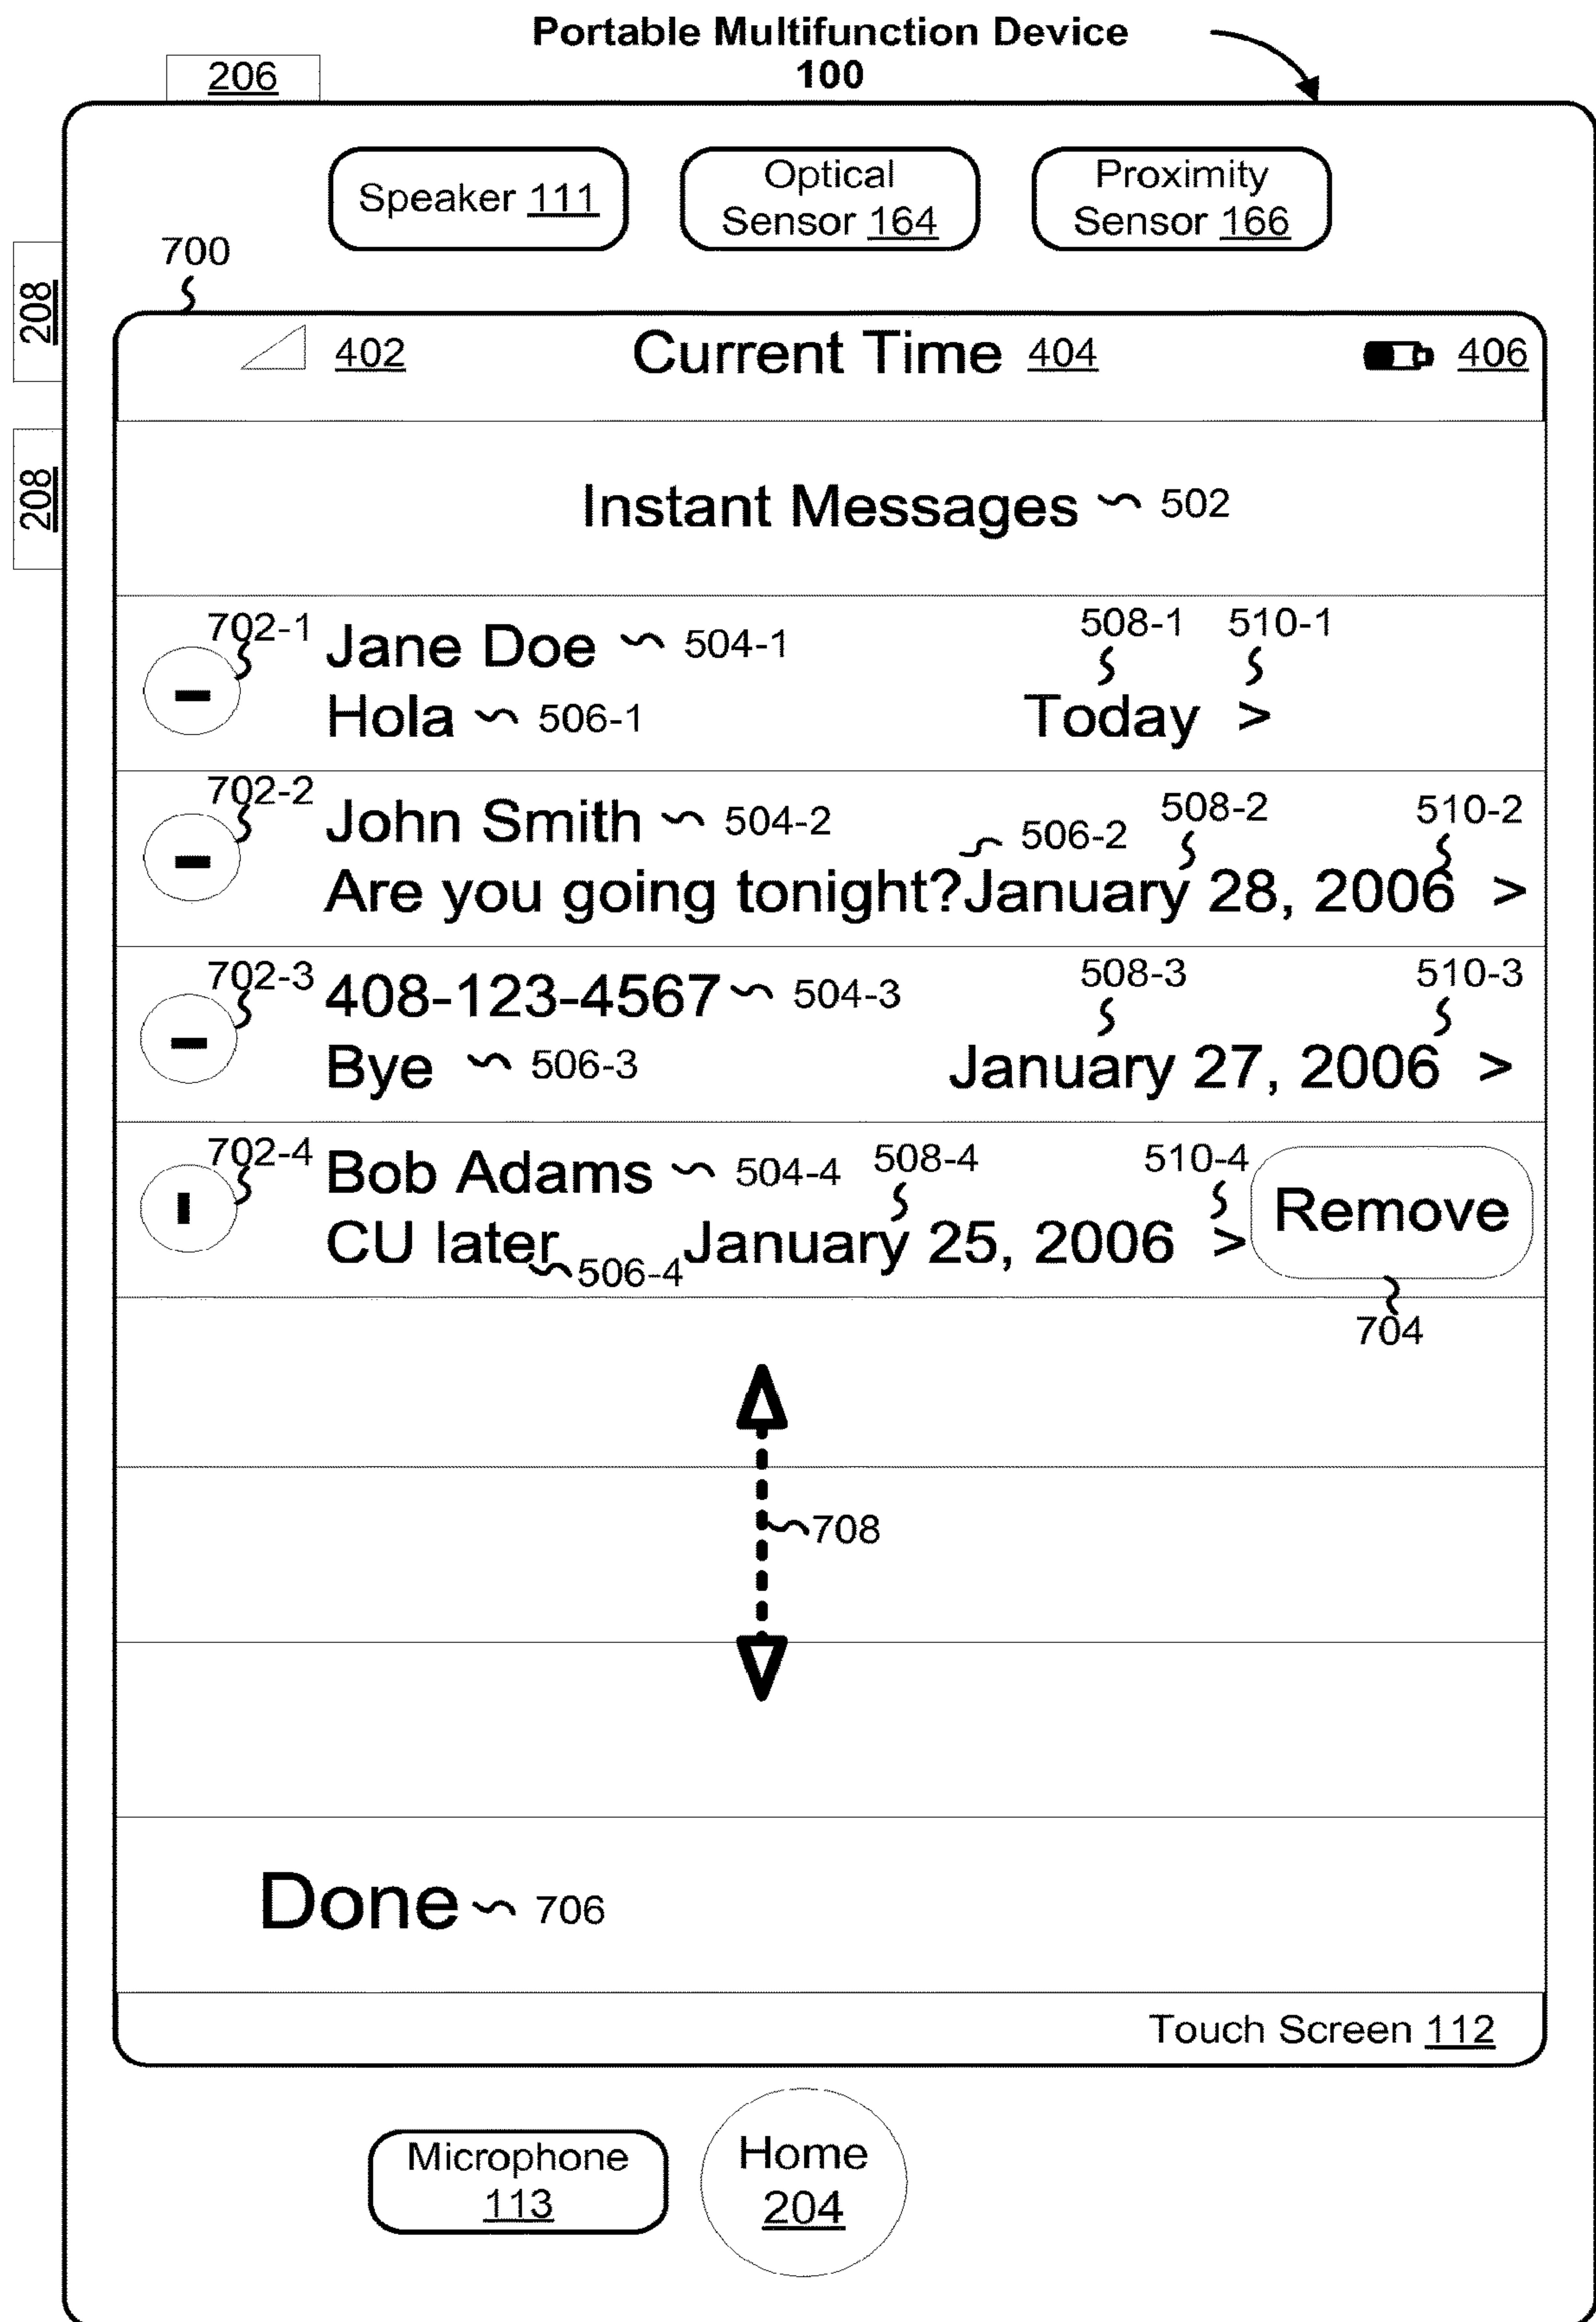 Portable Multifunction Device
100
206
Speaker 111
Optical
Sensor 164
Proximity
Sensor 166
700
208
402
Current Time 404
406
208
Instant Messages 502
702-1
Jane Doe 504-1
508-1
510-1
Hola 506-1
Today >
702-2
John Smith 504-2
506-2
508-2
510-2
Are you going tonight? January 28, 2006 >
702-3
408-123-4567 504-3
508-3
510-3
Bye 506-3
January 27, 2006 >
702-4
Bob Adams 504-4
508-4
510-4
Remove
CU later 506-4 January 25, 2006 >
704
708
Done 706
Touch Screen 112
Microphone
113
Home
204